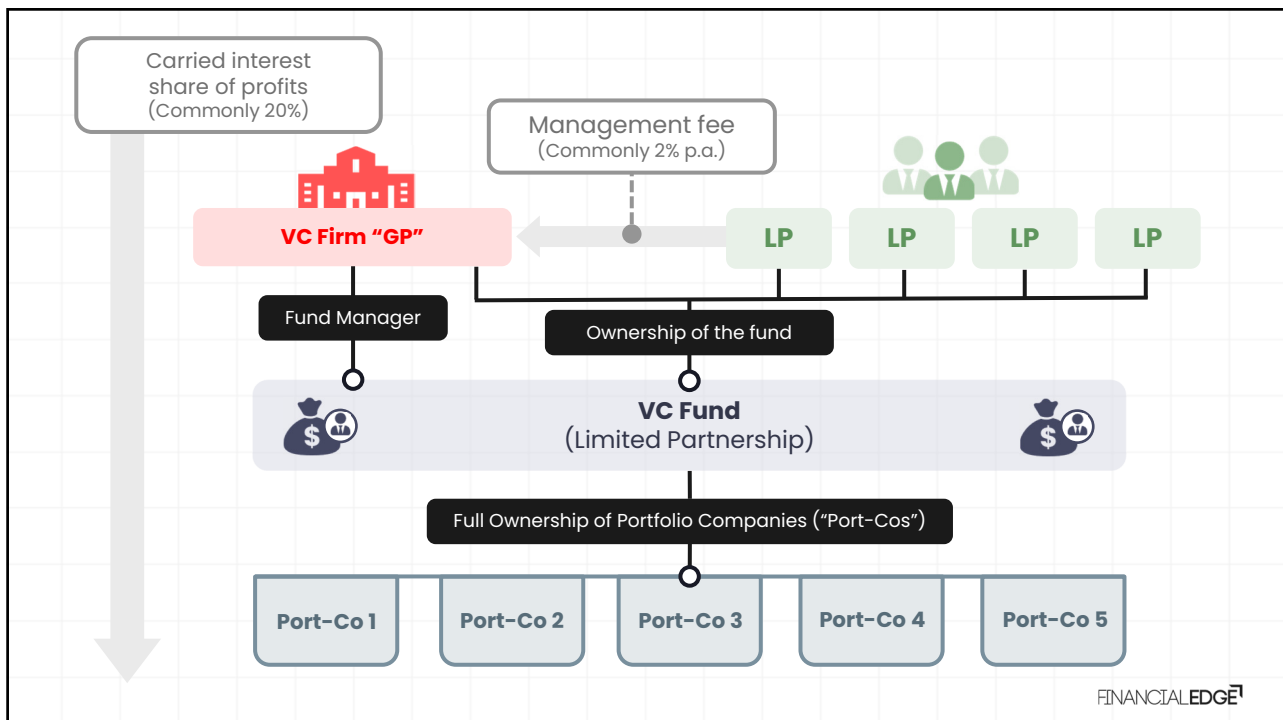 Carried interest
share of profits
(Commonly 20%)
Management fee
(Commonly 2% p.a.)
VC Firm “GP”
LP
LP
LP
LP
Fund Manager
Ownership of the fund
$
VC Fund
(Limited Partnership)
$
Full Ownership of Portfolio Companies (“Port-Cos”)
Port-Co 1
Port-Co 2
Port-Co 3
Port-Co 4
Port-Co 5
FINANCIALEDGE